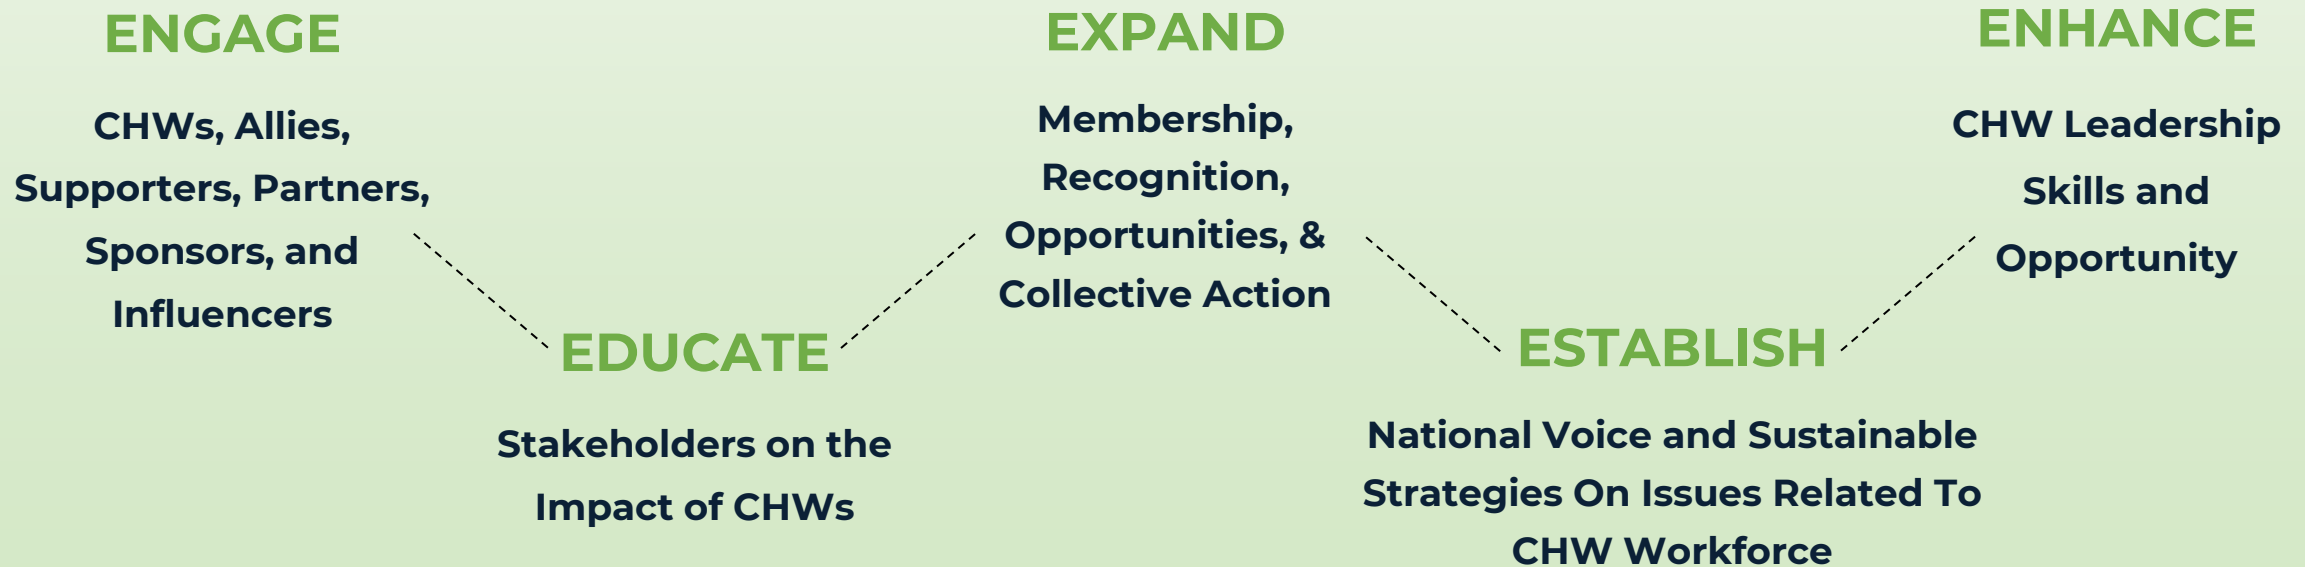 ENGAGE
CHWs, Allies,
Supporters, Partners,
Sponsors, and
Influencers
EDUCATE
Stakeholders on the
Impact of CHWs
EXPAND
Membership,
Recognition,
Opportunities, &
Collective Action
ESTABLISH
National Voice and Sustainable
Strategies On Issues Related To
CHW Workforce
ENHANCE
CHW Leadership
Skills and
Opportunity